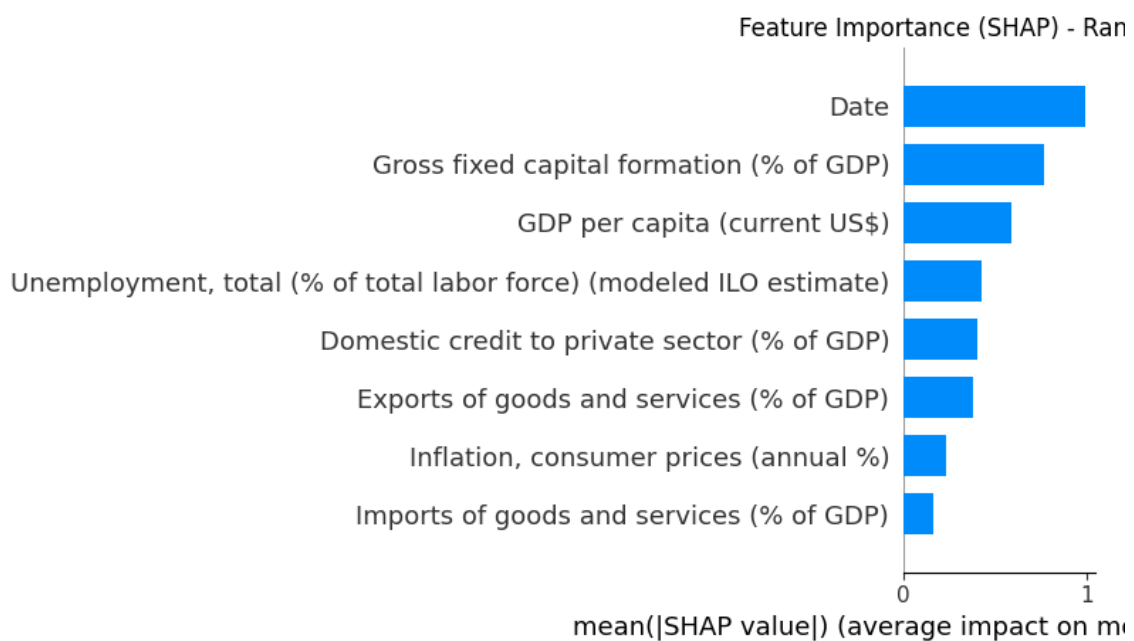 Feature Importance (SHAP) - Ran
Date
Gross fixed capital formation (% of GDP)
GDP per capita (current US$)
Unemployment, total (% of total labor force) (modeled ILO estimate)
Domestic credit to private sector (% of GDP)
Exports of goods and services (% of GDP)
Inflation, consumer prices (annual %)
Imports of goods and services (% of GDP)
0 1
mean(|SHAP value|) (average impact on m